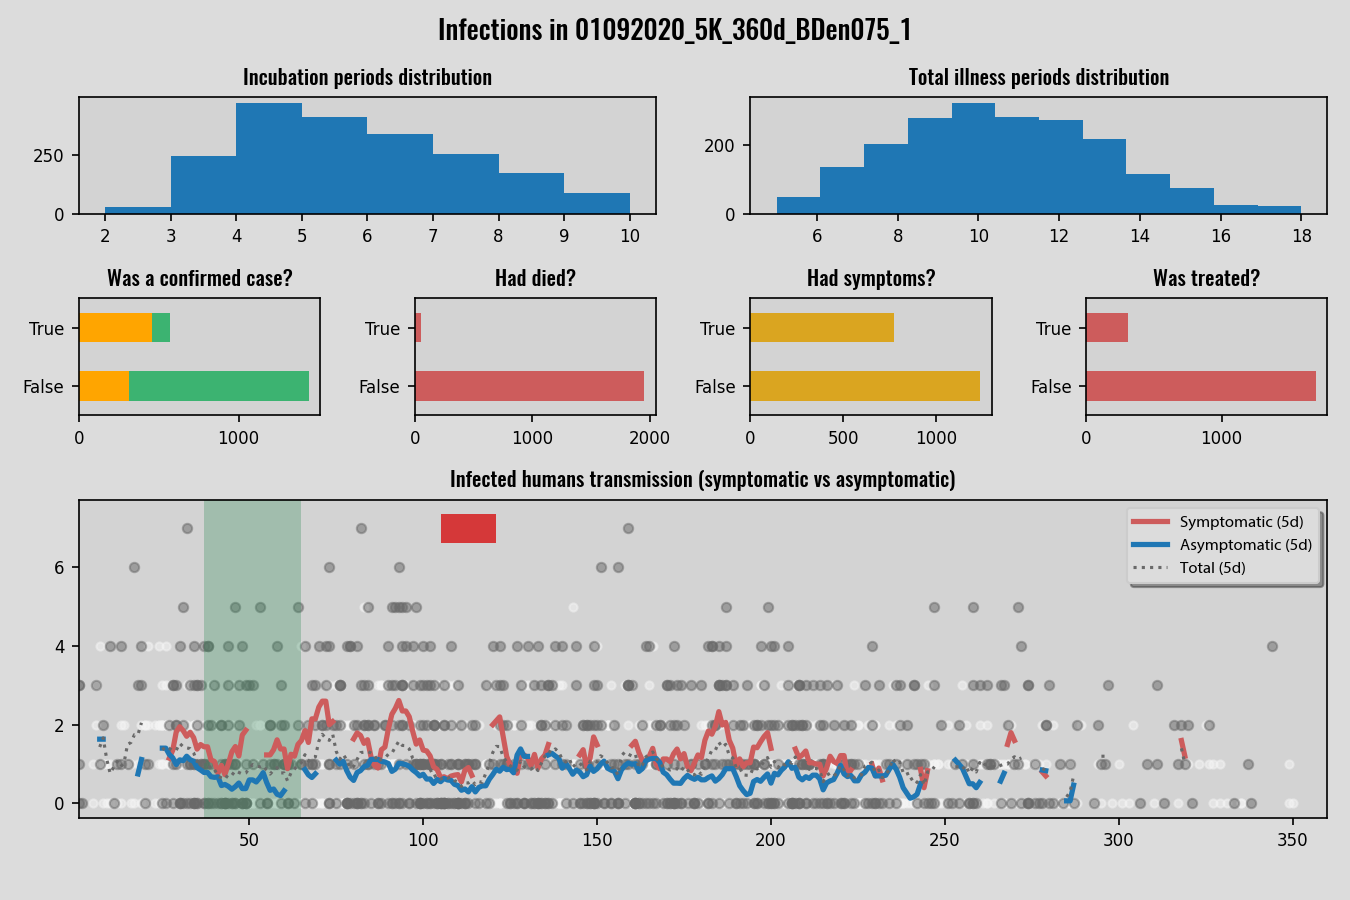 Infections in 01092020_5K_360d_BDen075_1
Incubation periods distribution
Total illness periods distribution
250
0
2 3 4 5 6 7 8 9 10
200
0
6 8 10 12 14 16 18
Was a confirmed case?
Had died?
Had symptoms?
Was treated?
True
False
0 1000
True
False
0 1000 2000
True
False
0 500 1000
True
False
0 1000
Infected humans transmission (symptomatic vs asymptomatic)
Symptomatic (5d)
Asymptomatic (5d)
Total (5d)
6
4
2
0
50 100 150 200 250 300 350